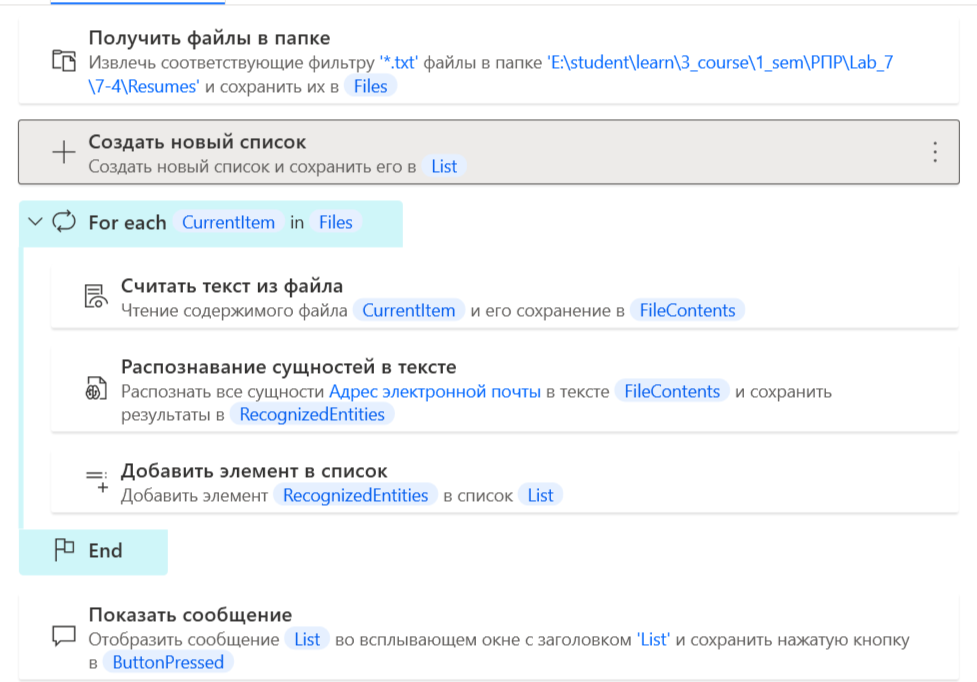 Получить файлы в папке
Извлечь соответствующие фильтру '*.txt' файлы в папке 'E:\student\learn\3_course\1_sem\РПР\Lab_7
\7-4\Resumes' и сохранить их в Files
Создать новый список
Создать новый список и сохранить его в List
For each CurrentItem in Files
Считать текст из файла
Чтение содержимого файла CurrentItem и его сохранение в FileContents
Распознавание сущностей в тексте
Распознать все сущности Адрес электронной почты в тексте FileContents и сохранить
результаты в RecognizedEntities
Добавить элемент в список
Добавить элемент RecognizedEntities в список List
End
Показать сообщение
Отобразить сообщение List во всплывающем окне с заголовком 'List' и сохранить нажатую кнопку
в ButtonPressed